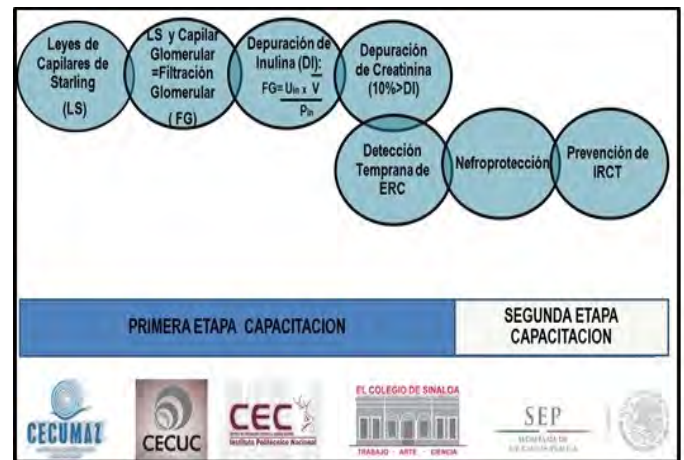 Leyes de
Capilares de
Starling
(LS)
LS y Capilar
Glomerular
=Filtración
Glomerular
( FG)
Depuración de
Inulina (DI):
FG= Uin x V
Pin
Depuración
de Creatinina
(10%>DI)
Detección
Temprana de
ERC
Nefroprotección
Prevención de
IRCT
PRIMERA ETAPA CAPACITACION
SEGUNDA ETAPA
CAPACITACION
CECUMAZ
CECUC
CEC
Instituto Politécnico Nacional
EL COLEGIO DE SINALOA
TRABAJO - ARTE - CIENCIA
SEP